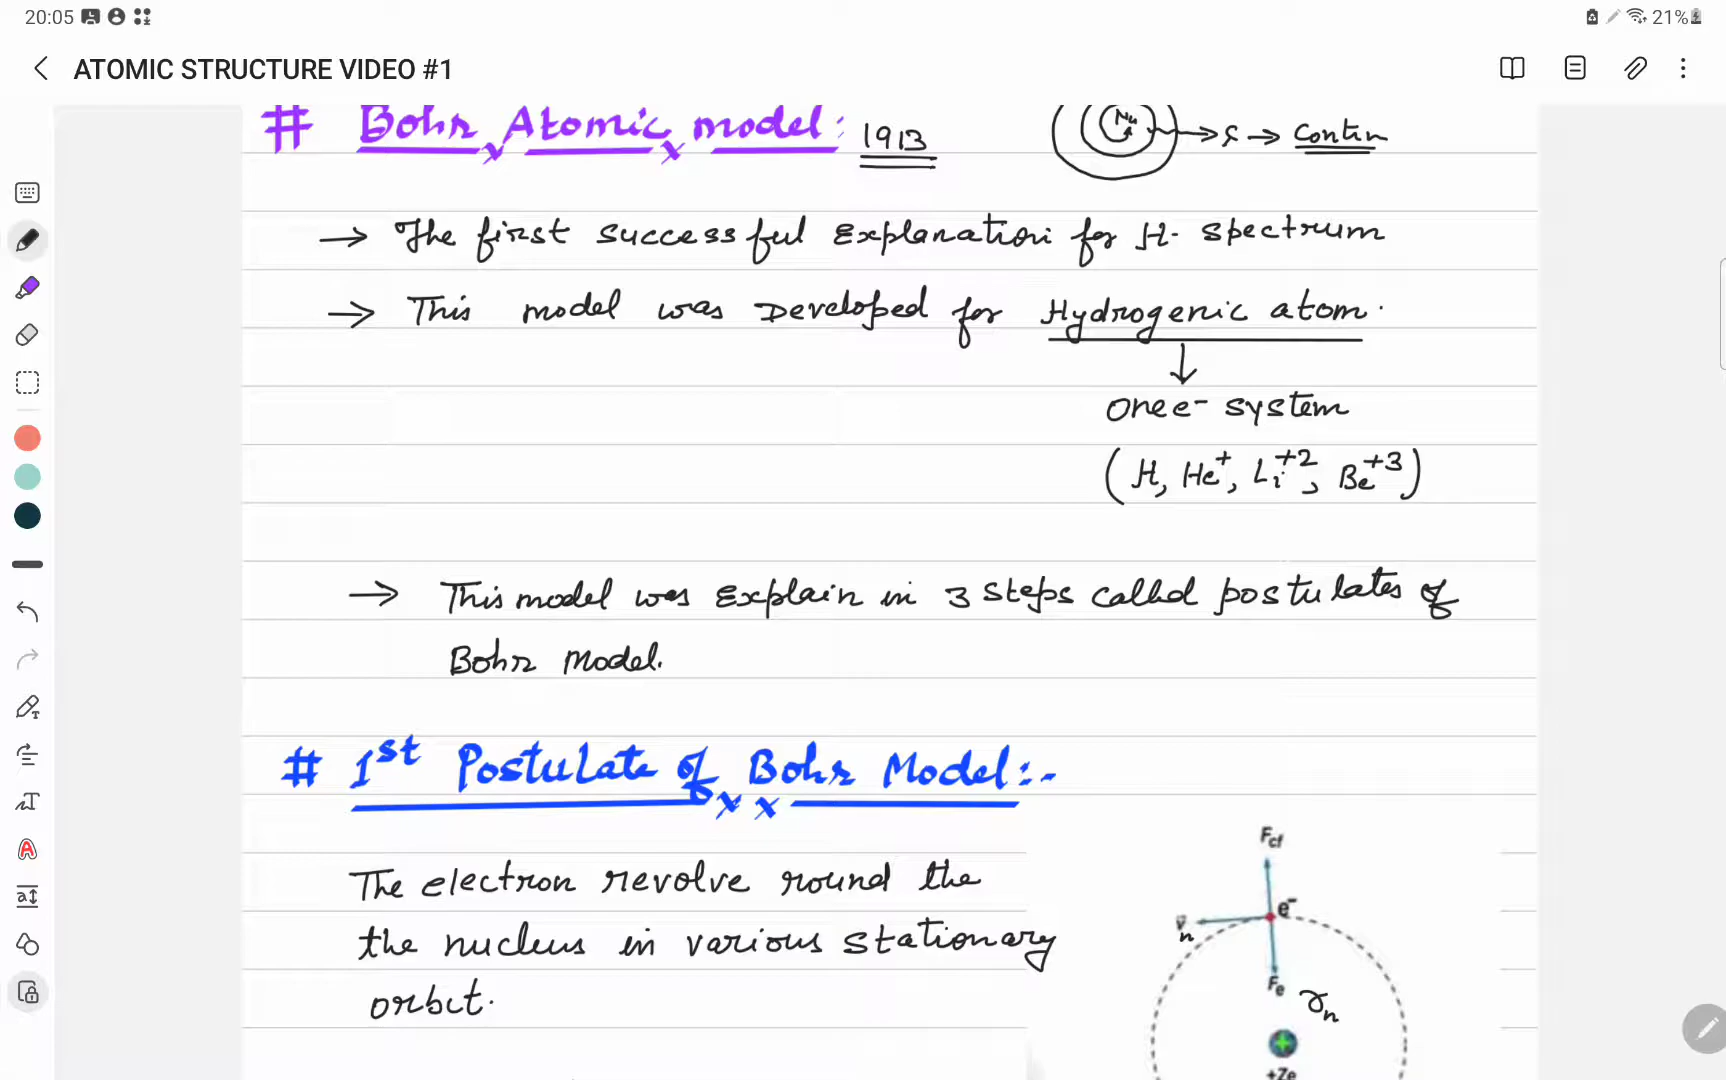 20:05
21%
ATOMIC STRUCTURE VIDEO #1
# Bohr Atomic model: 1913
Nu → → Contin
→ The first successful Explanation for H- spectrum
→ This model was Developed for Hydrogenic atom.
↓
one e- system
(H, He+, Li+2, Be+3)
→ This model was Explain in 3 steps called postulates of
Bohr Model.
# 1st Postulate of Bohr Model:-
The electron revolve round the
the nucleus in various stationary
orbit.
Fcf
e-
v
n
Fe
rn
+
+Ze